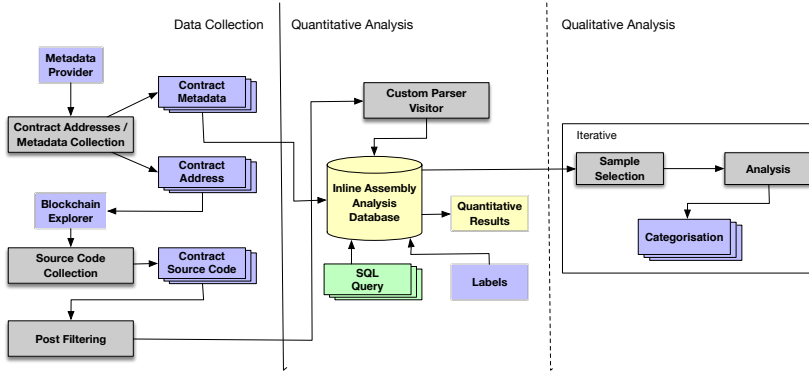 Data Collection
Quantitative Analysis
Qualitative Analysis
Metadata
Provider
Contract
Metadata
Contract Addresses /
Metadata Collection
Contract
Address
Blockchain
Explorer
Source Code
Collection
Contract
Source Code
Post Filtering
Custom Parser
Visitor
Inline Assembly
Analysis
Database
Quantitative
Results
SQL
Query
Labels
Iterative
Sample
Selection
Analysis
Categorisation